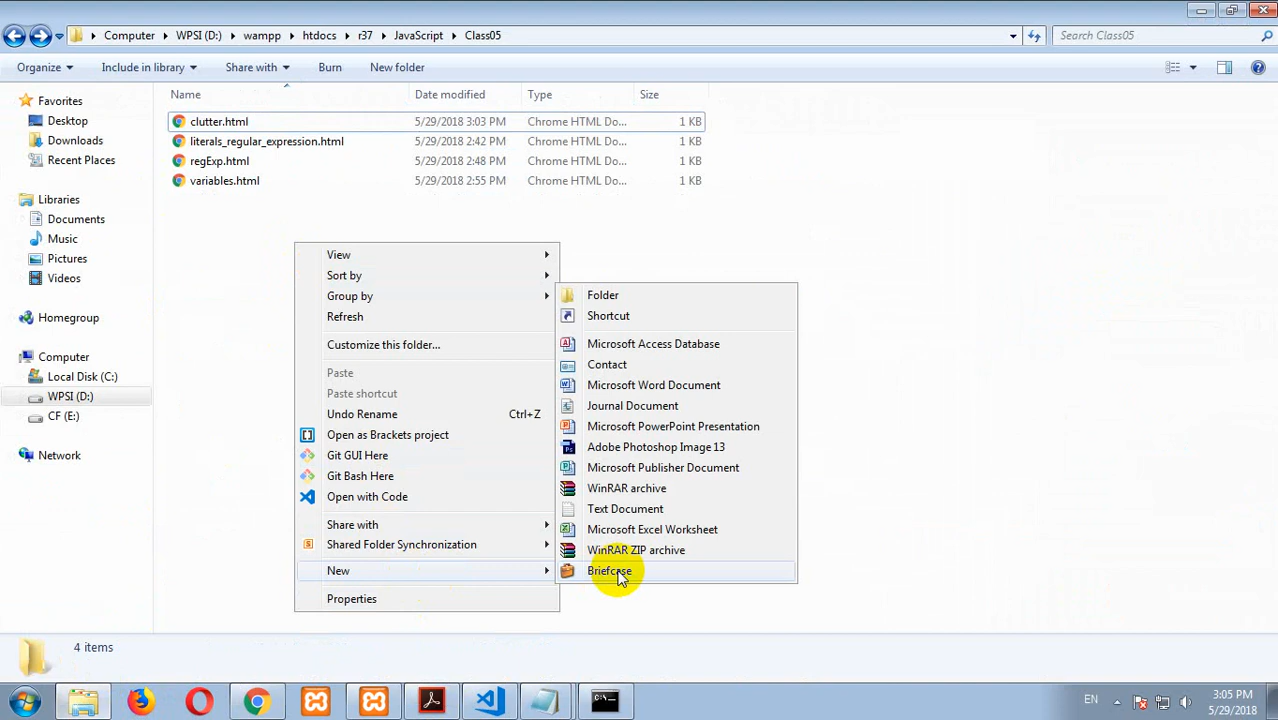 Computer WPSI (D:) wampp htdocs r37 JavaScript Class05 Search Class05
Organize Include in library Share with Burn New folder
Name Date modified Type Size
clutter.html 5/29/2018 3:03 PM Chrome HTML Do... 1 KB
literals_regular_expression.html 5/29/2018 2:42 PM Chrome HTML Do... 1 KB
regExp.html 5/29/2018 2:48 PM Chrome HTML Do... 1 KB
variables.html 5/29/2018 2:55 PM Chrome HTML Do... 1 KB
Favorites
Desktop
Downloads
Recent Places
Libraries
Documents
Music
Pictures
Videos
Homegroup
Computer
Local Disk (C:)
WPSI (D:)
CF (E:)
Network
View
Sort by
Group by
Refresh
Customize this folder...
Paste
Paste shortcut
Undo Rename Ctrl+Z
Open as Brackets project
Git GUI Here
Git Bash Here
Open with Code
Share with
Shared Folder Synchronization
New
Properties
Folder
Shortcut
Microsoft Access Database
Contact
Microsoft Word Document
Journal Document
Microsoft PowerPoint Presentation
Adobe Photoshop Image 13
Microsoft Publisher Document
WinRAR archive
Text Document
Microsoft Excel Worksheet
WinRAR ZIP archive
Briefcase
4 items
EN
3:05 PM
5/29/2018